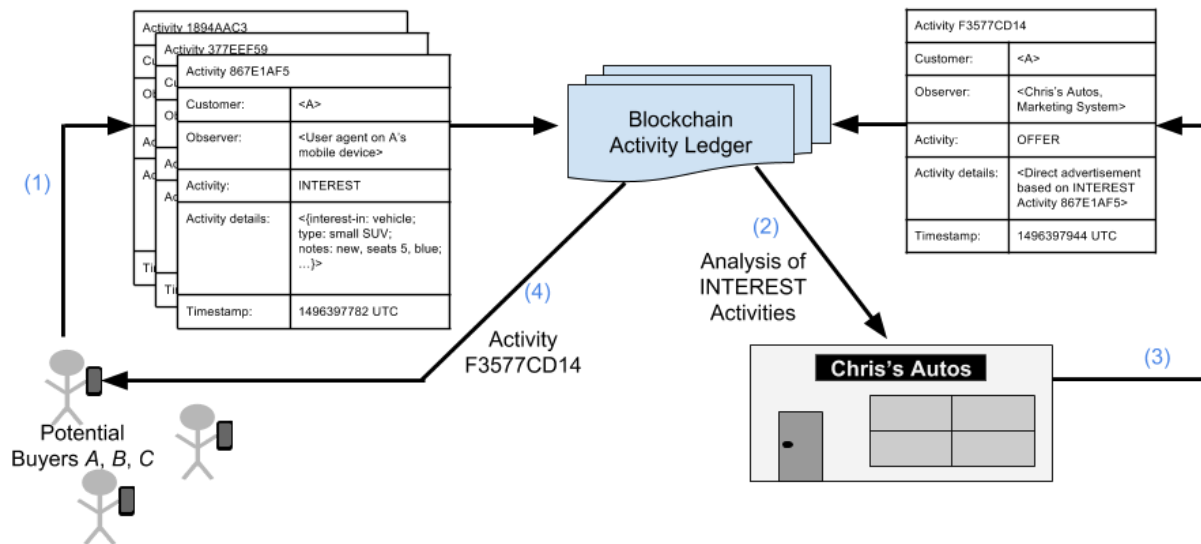 Activity 1894AAC3
Activity 377EEF59
Activity 867E1AF5
Customer:
<A>
Observer:
<User agent on A's
mobile device>
Activity:
INTEREST
Activity details:
<{interest-in: vehicle;
type: small SUV;
notes: new, seats 5, blue;
…}>
Timestamp:
1496397782 UTC
(1)
Blockchain
Activity Ledger
Activity F3577CD14
Customer:
<A>
Observer:
<Chris's Autos,
Marketing System>
Activity:
OFFER
Activity details:
<Direct advertisement
based on INTEREST
Activity 867E1AF5>
Timestamp:
1496397944 UTC
(2)
Analysis of
INTEREST
Activities
(4)
Activity
F3577CD14
Chris's Autos
(3)
Potential
Buyers A, B, C